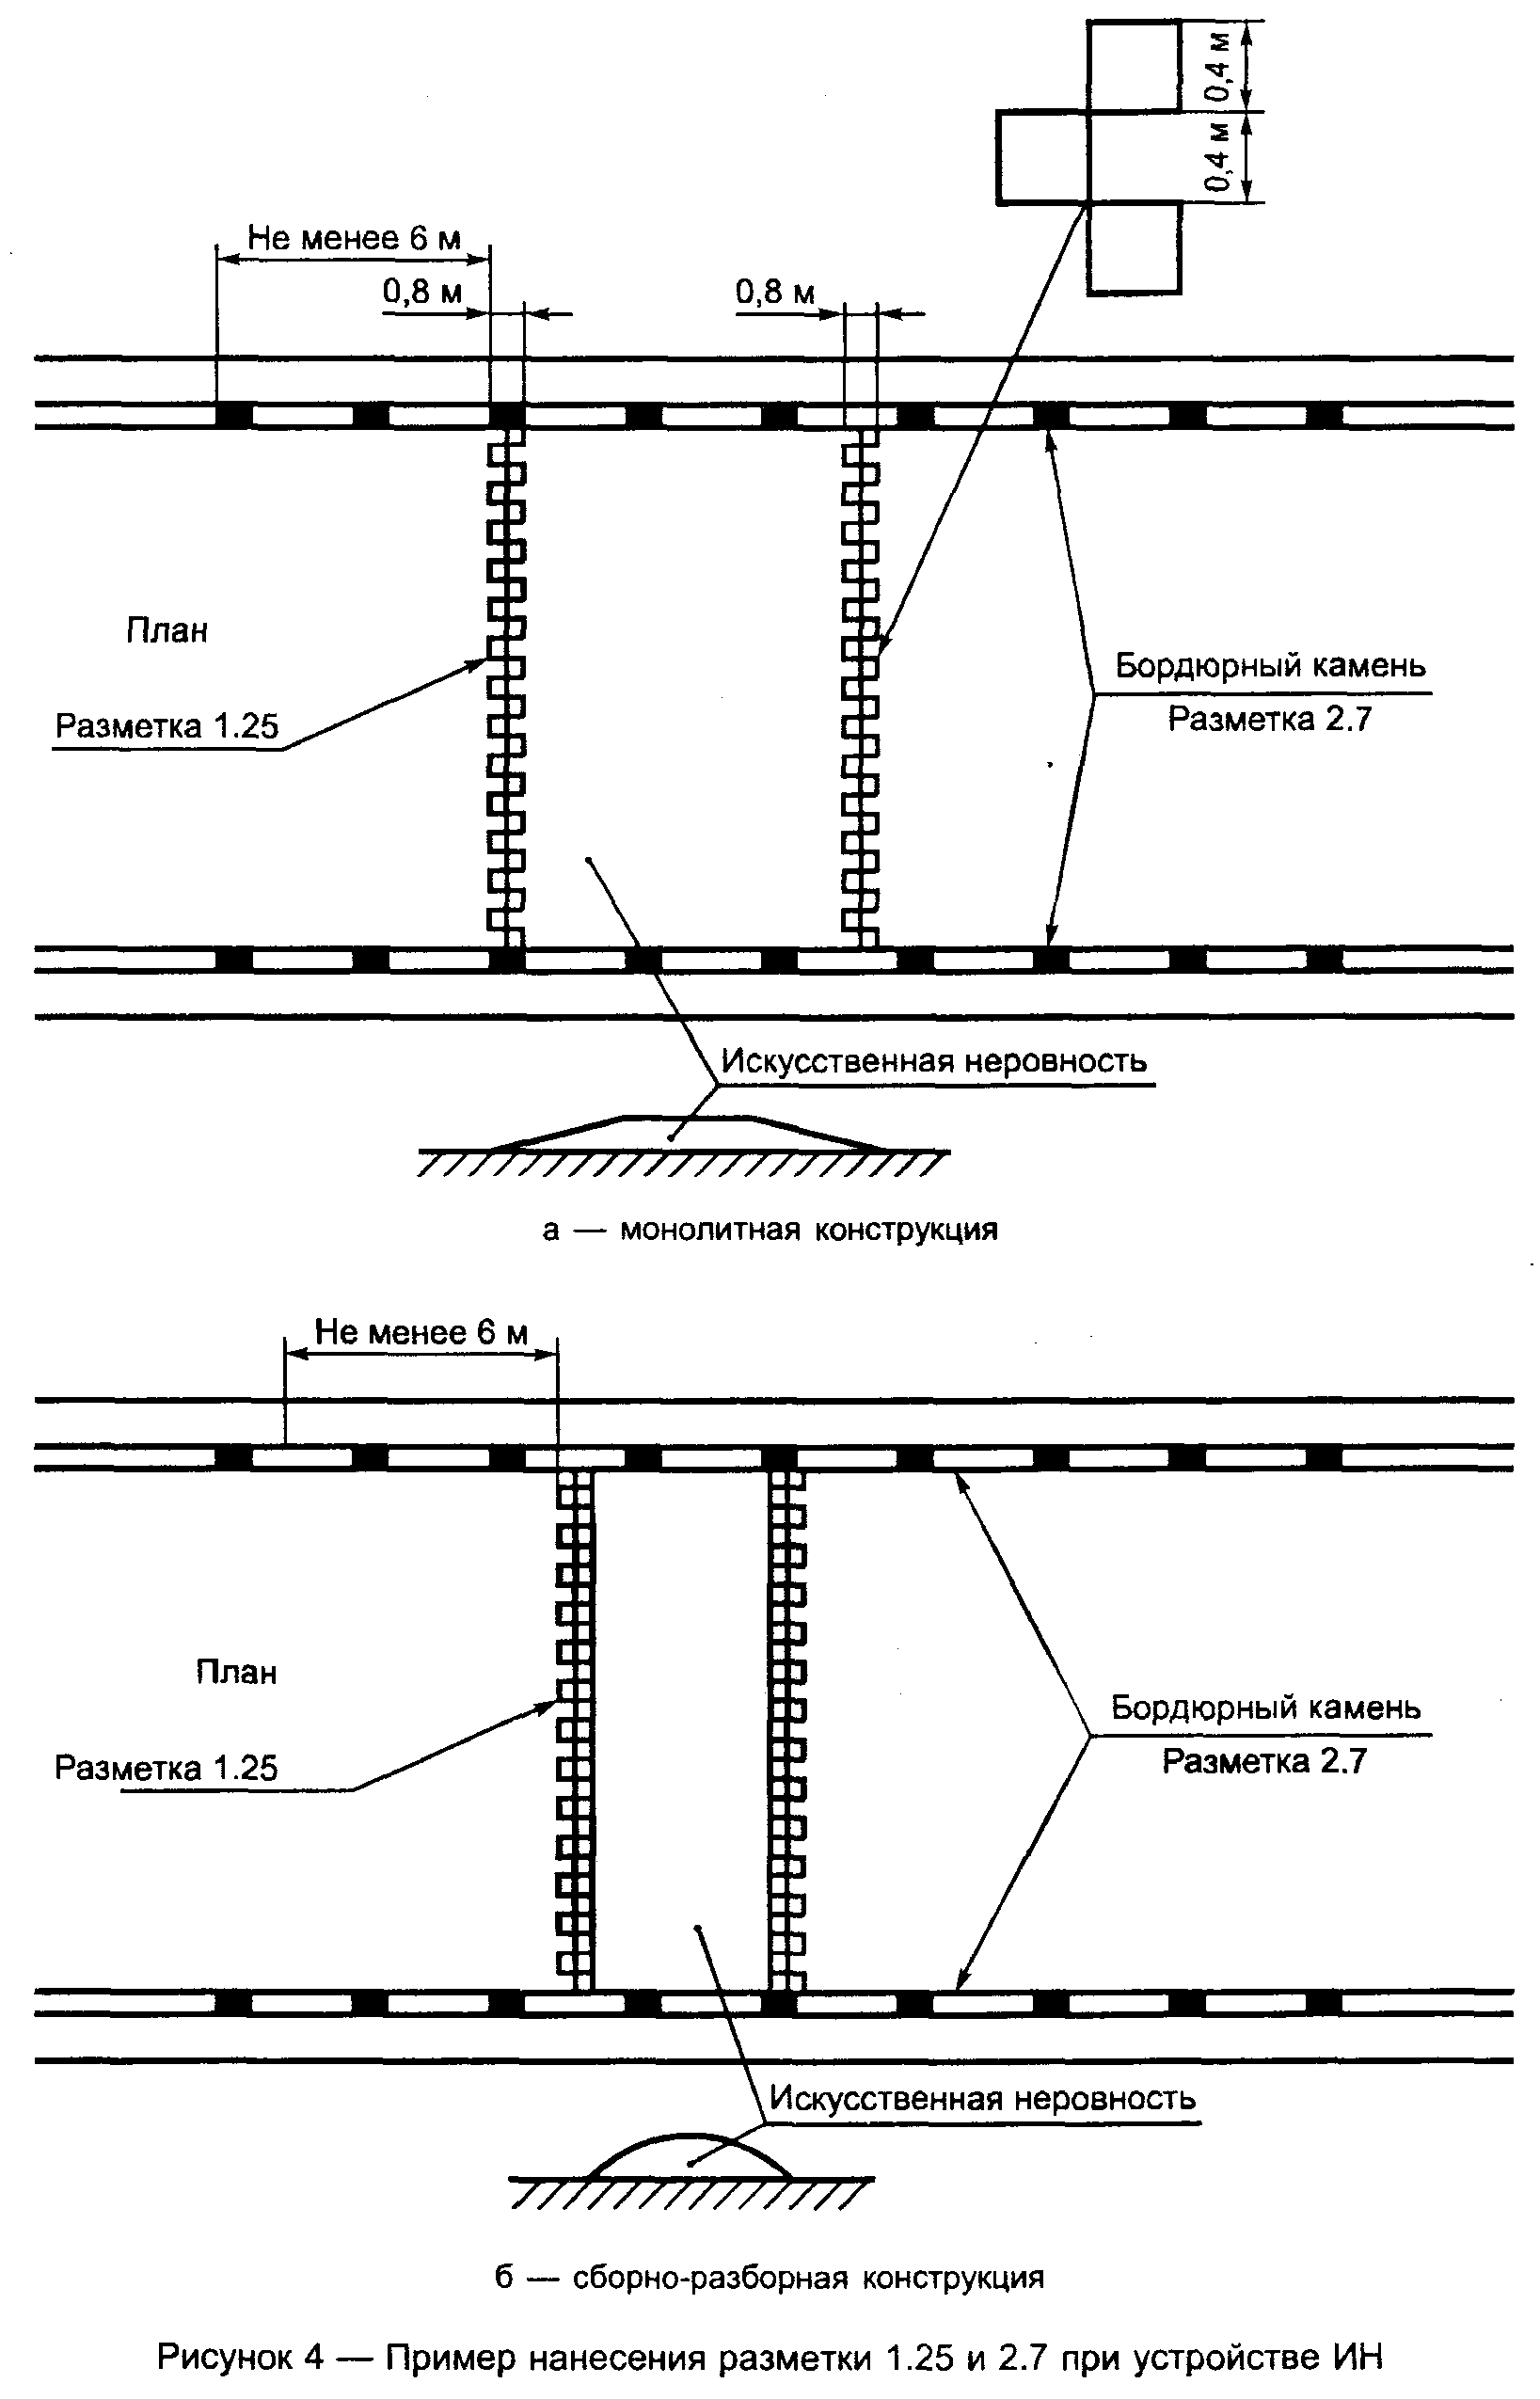 0,4 м
0,4 м
Не менее 6 м
0,8 м
0,8 м
План
Разметка 1.25
Бордюрный камень
Разметка 2.7
Искусственная неровность
а — монолитная конструкция
Не менее 6 м
План
Разметка 1.25
Бордюрный камень
Разметка 2.7
Искусственная неровность
б — сборно-разборная конструкция
Рисунок 4 — Пример нанесения разметки 1.25 и 2.7 при устройстве ИН